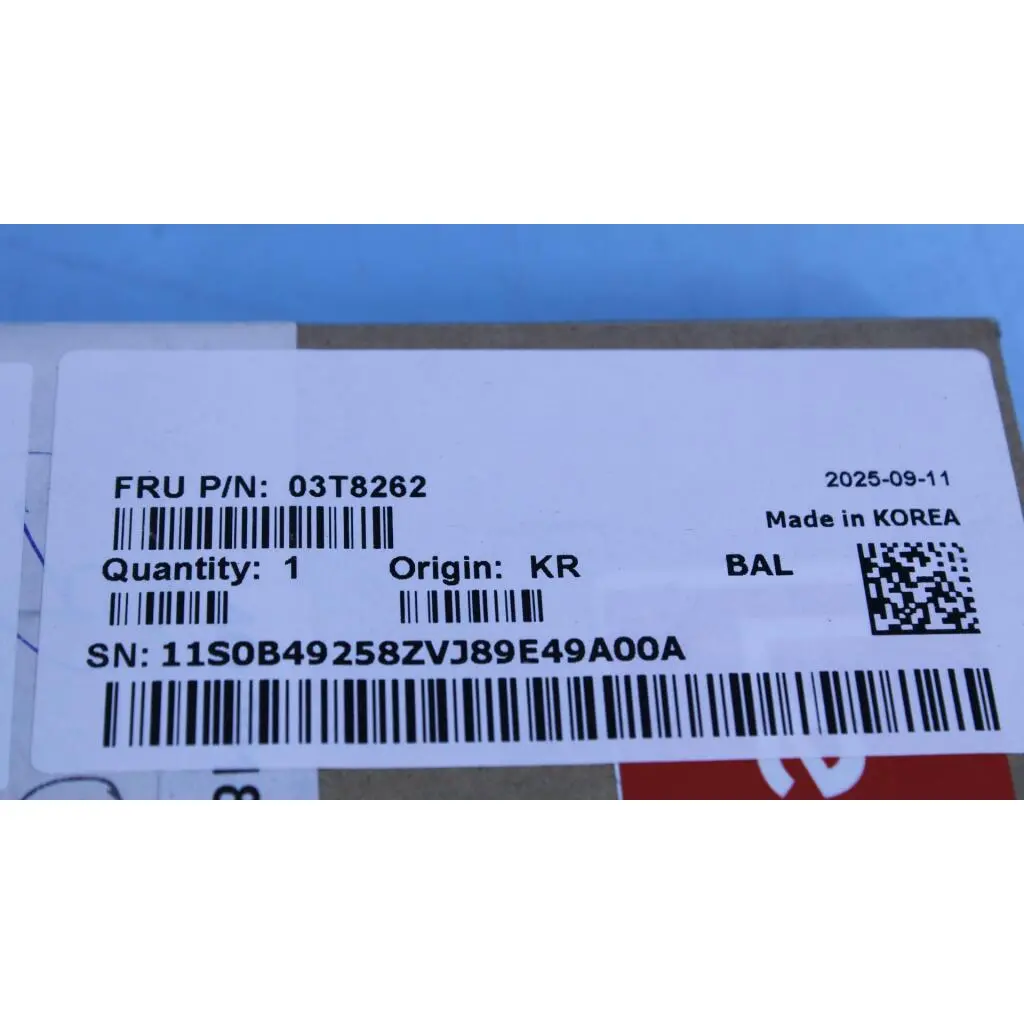 FRU P/N: 03T8262
2025-09-11
Made in KOREA
Quantity: 1 Origin: KR BAL
SN: 11S0B49258ZVJ89E49A00A